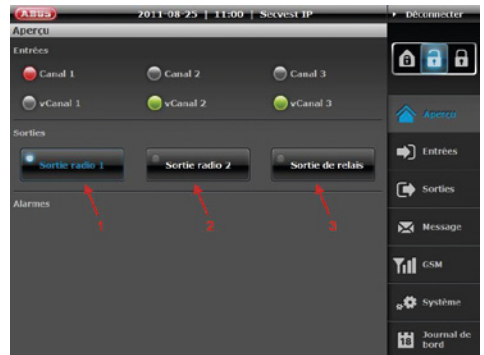 ABUS 2011-08-25 | 11:00 | Secvest IP Déconnecter
Aperçu
Entrées
Canal 1 Canal 2 Canal 3
vCanal 1 vCanal 2 vCanal 3
Sorties
Sortie radio 1 Sortie radio 2 Sortie de relais
1 2 3
Alarmes
Aperçu
Entrées
Sorties
Message
GSM
Système
18 Journal de
bord